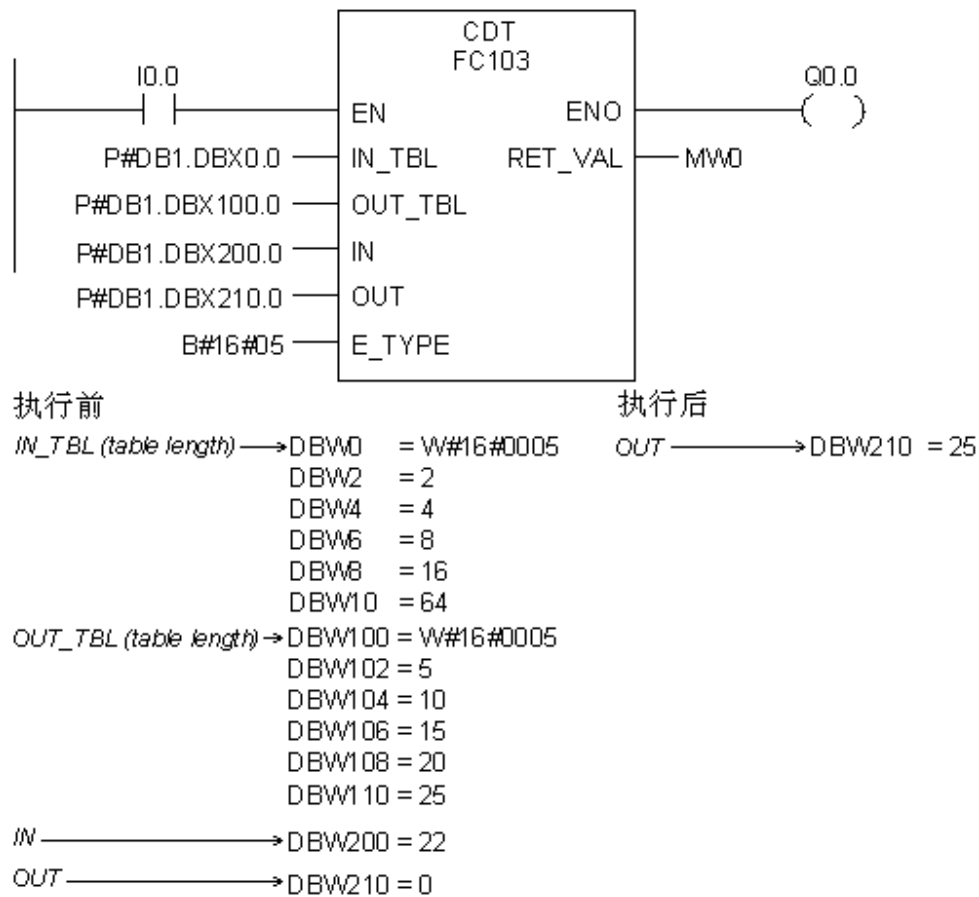 CDT
FC103
I0.0
Q0.0
EN
ENO
P#DB1.DBX0.0
IN_TBL
RET_VAL
MW0
P#DB1.DBX100.0
OUT_TBL
P#DB1.DBX200.0
IN
P#DB1.DBX210.0
OUT
B#16#05
E_TYPE
执行前
执行后
IN_TBL (table length) → DBW0 = W#16#0005
OUT → DBW210 = 25
DBW2 = 2
DBW4 = 4
DBW6 = 8
DBW8 = 16
DBW10 = 64
OUT_TBL (table length) → DBW100 = W#16#0005
DBW102 = 5
DBW104 = 10
DBW106 = 15
DBW108 = 20
DBW110 = 25
IN → DBW200 = 22
OUT → DBW210 = 0